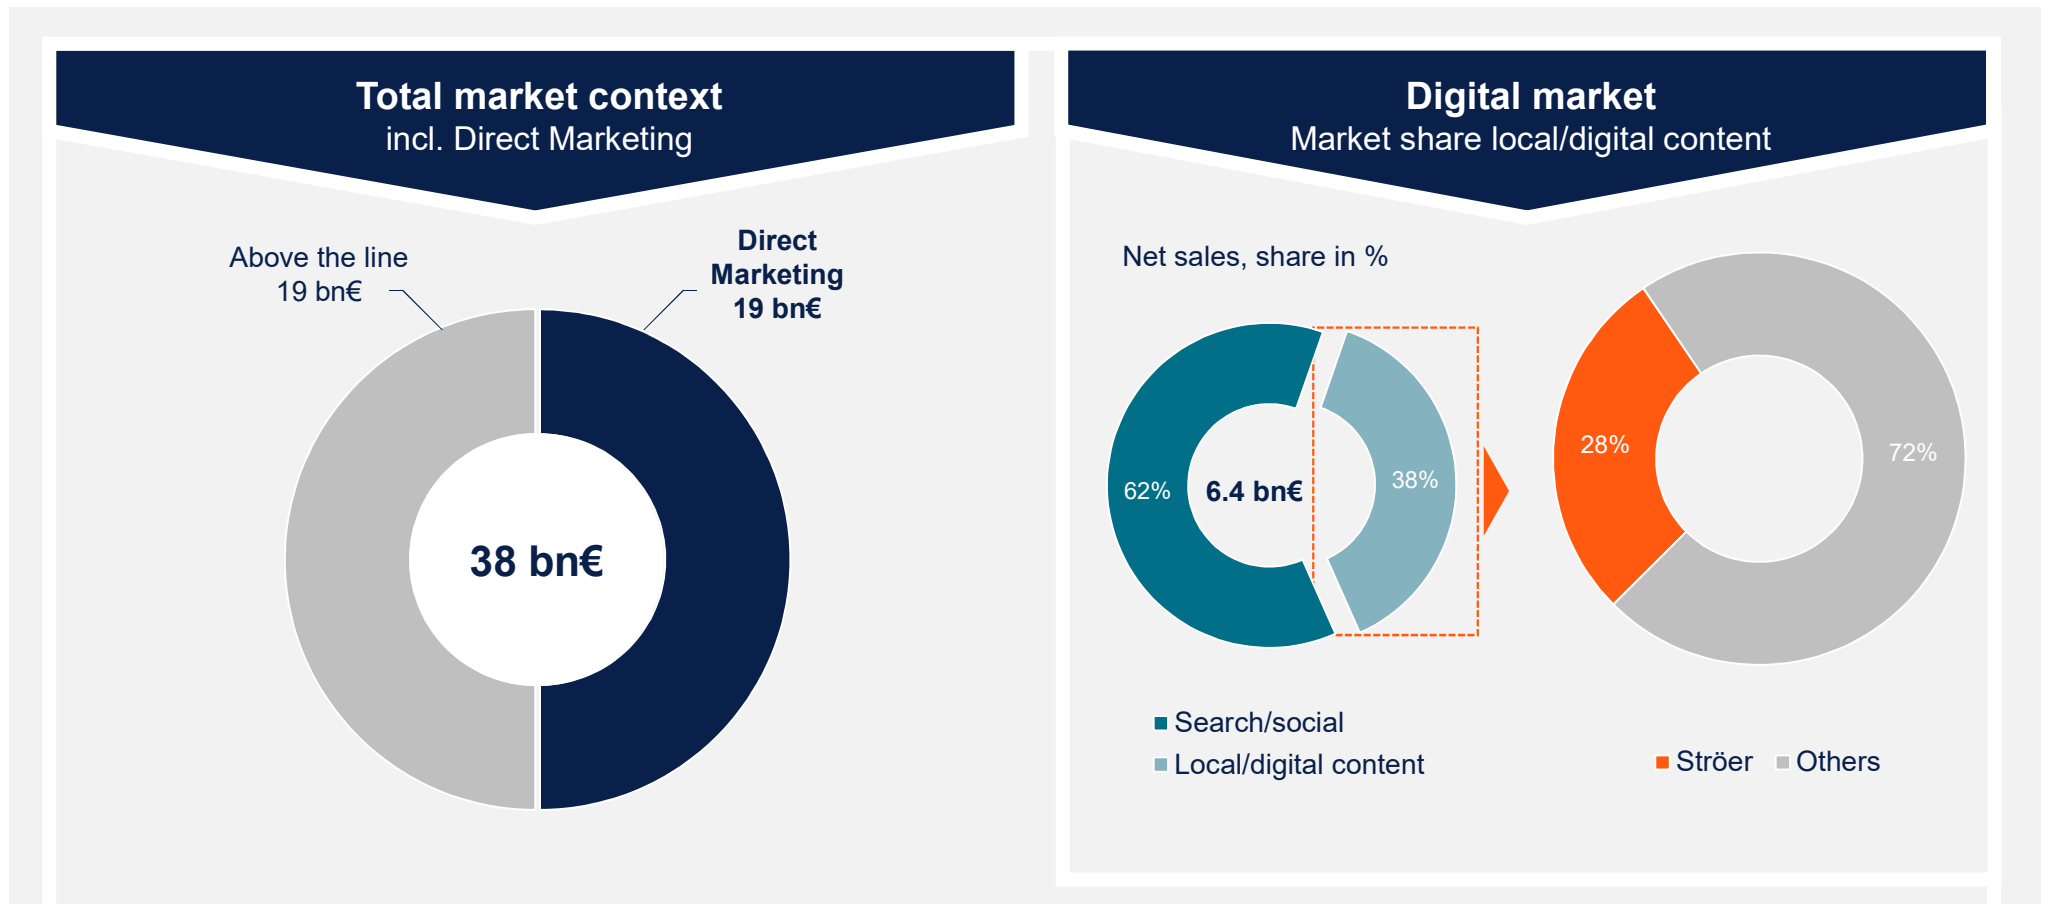 Total market context
incl. Direct Marketing
Above the line
19 bn€
Direct
Marketing
19 bn€
38 bn€
Digital market
Market share local/digital content
Net sales, share in %
62%
6.4 bn€
38%
28%
72%
Search/social
Local/digital content
Ströer
Others